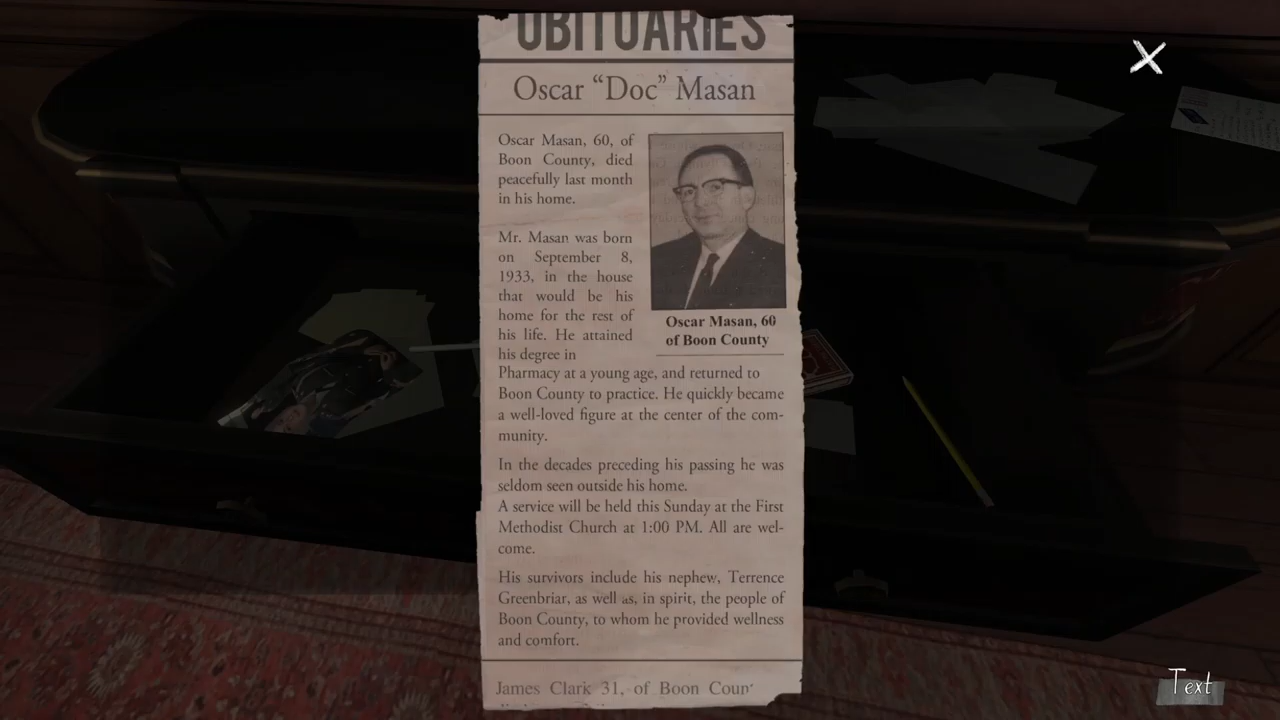 OBITUARIES
Oscar “Doc” Masan
Oscar Masan, 60, of
Boon County, died
peacefully last month
in his home.
Mr. Masan was born
on September 8,
1933, in the house
that would be his
home for the rest of
his life. He attained
his degree in
Oscar Masan, 60
of Boon County
Pharmacy at a young age, and returned to
Boon County to practice. He quickly became
a well-loved figure at the center of the com-
munity.
In the decades preceding his passing he was
seldom seen outside his home.
A service will be held this Sunday at the First
Methodist Church at 1:00 PM. All are wel-
come.
His survivors include his nephew, Terrence
Greenbriar, as well as, in spirit, the people of
Boon County, to whom he provided wellness
and comfort.
James Clark 31, of Boon
Text